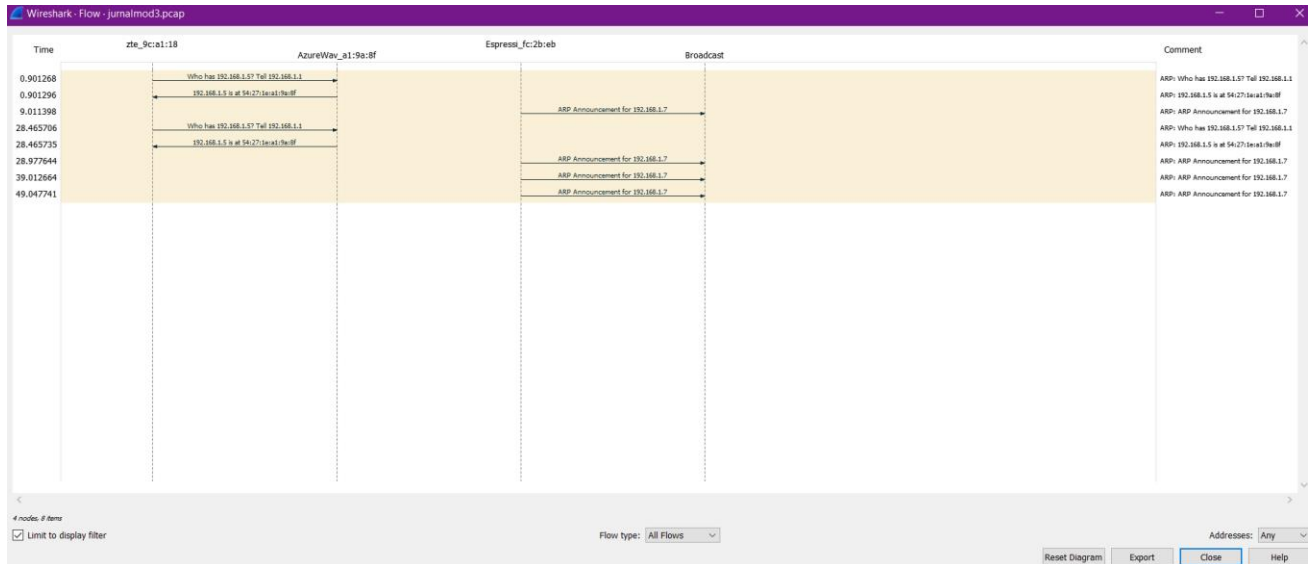 Wireshark · Flow · jurnalmod3.pcap
Time zte_9c:a1:18 AzureWav_a1:9a:8f Espressi_fc:2b:eb Broadcast Comment
0.901268 Who has 192.168.1.5? Tell 192.168.1.1 ARP: Who has 192.168.1.5? Tell 192.168.1.1
0.901296 192.168.1.5 is at 54:27:1e:a1:9a:8f ARP: 192.168.1.5 is at 54:27:1e:a1:9a:8f
9.011398 ARP Announcement for 192.168.1.7 ARP: ARP Announcement for 192.168.1.7
28.465706 Who has 192.168.1.5? Tell 192.168.1.1 ARP: Who has 192.168.1.5? Tell 192.168.1.1
28.465735 192.168.1.5 is at 54:27:1e:a1:9a:8f ARP: 192.168.1.5 is at 54:27:1e:a1:9a:8f
28.977644 ARP Announcement for 192.168.1.7 ARP: ARP Announcement for 192.168.1.7
39.012664 ARP Announcement for 192.168.1.7 ARP: ARP Announcement for 192.168.1.7
49.047741 ARP Announcement for 192.168.1.7 ARP: ARP Announcement for 192.168.1.7
4 nodes, 8 items
Limit to display filter Flow type: All Flows Addresses: Any
Reset Diagram Export Close Help